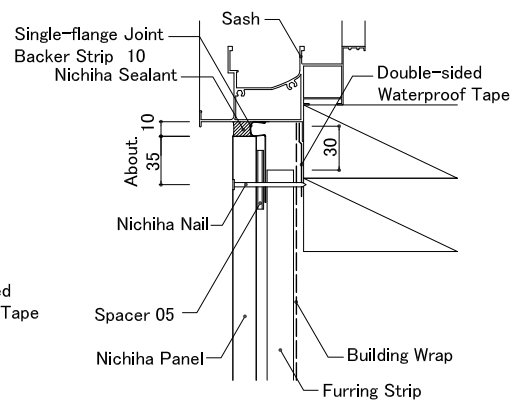 Sash
Single-flange Joint
Backer Strip 10
Nichiha Sealant
Double-sided
Waterproof Tape
10
About.
35
30
Nichiha Nail
Tape
Spacer 05
Nichiha Panel
Building Wrap
Furring Strip